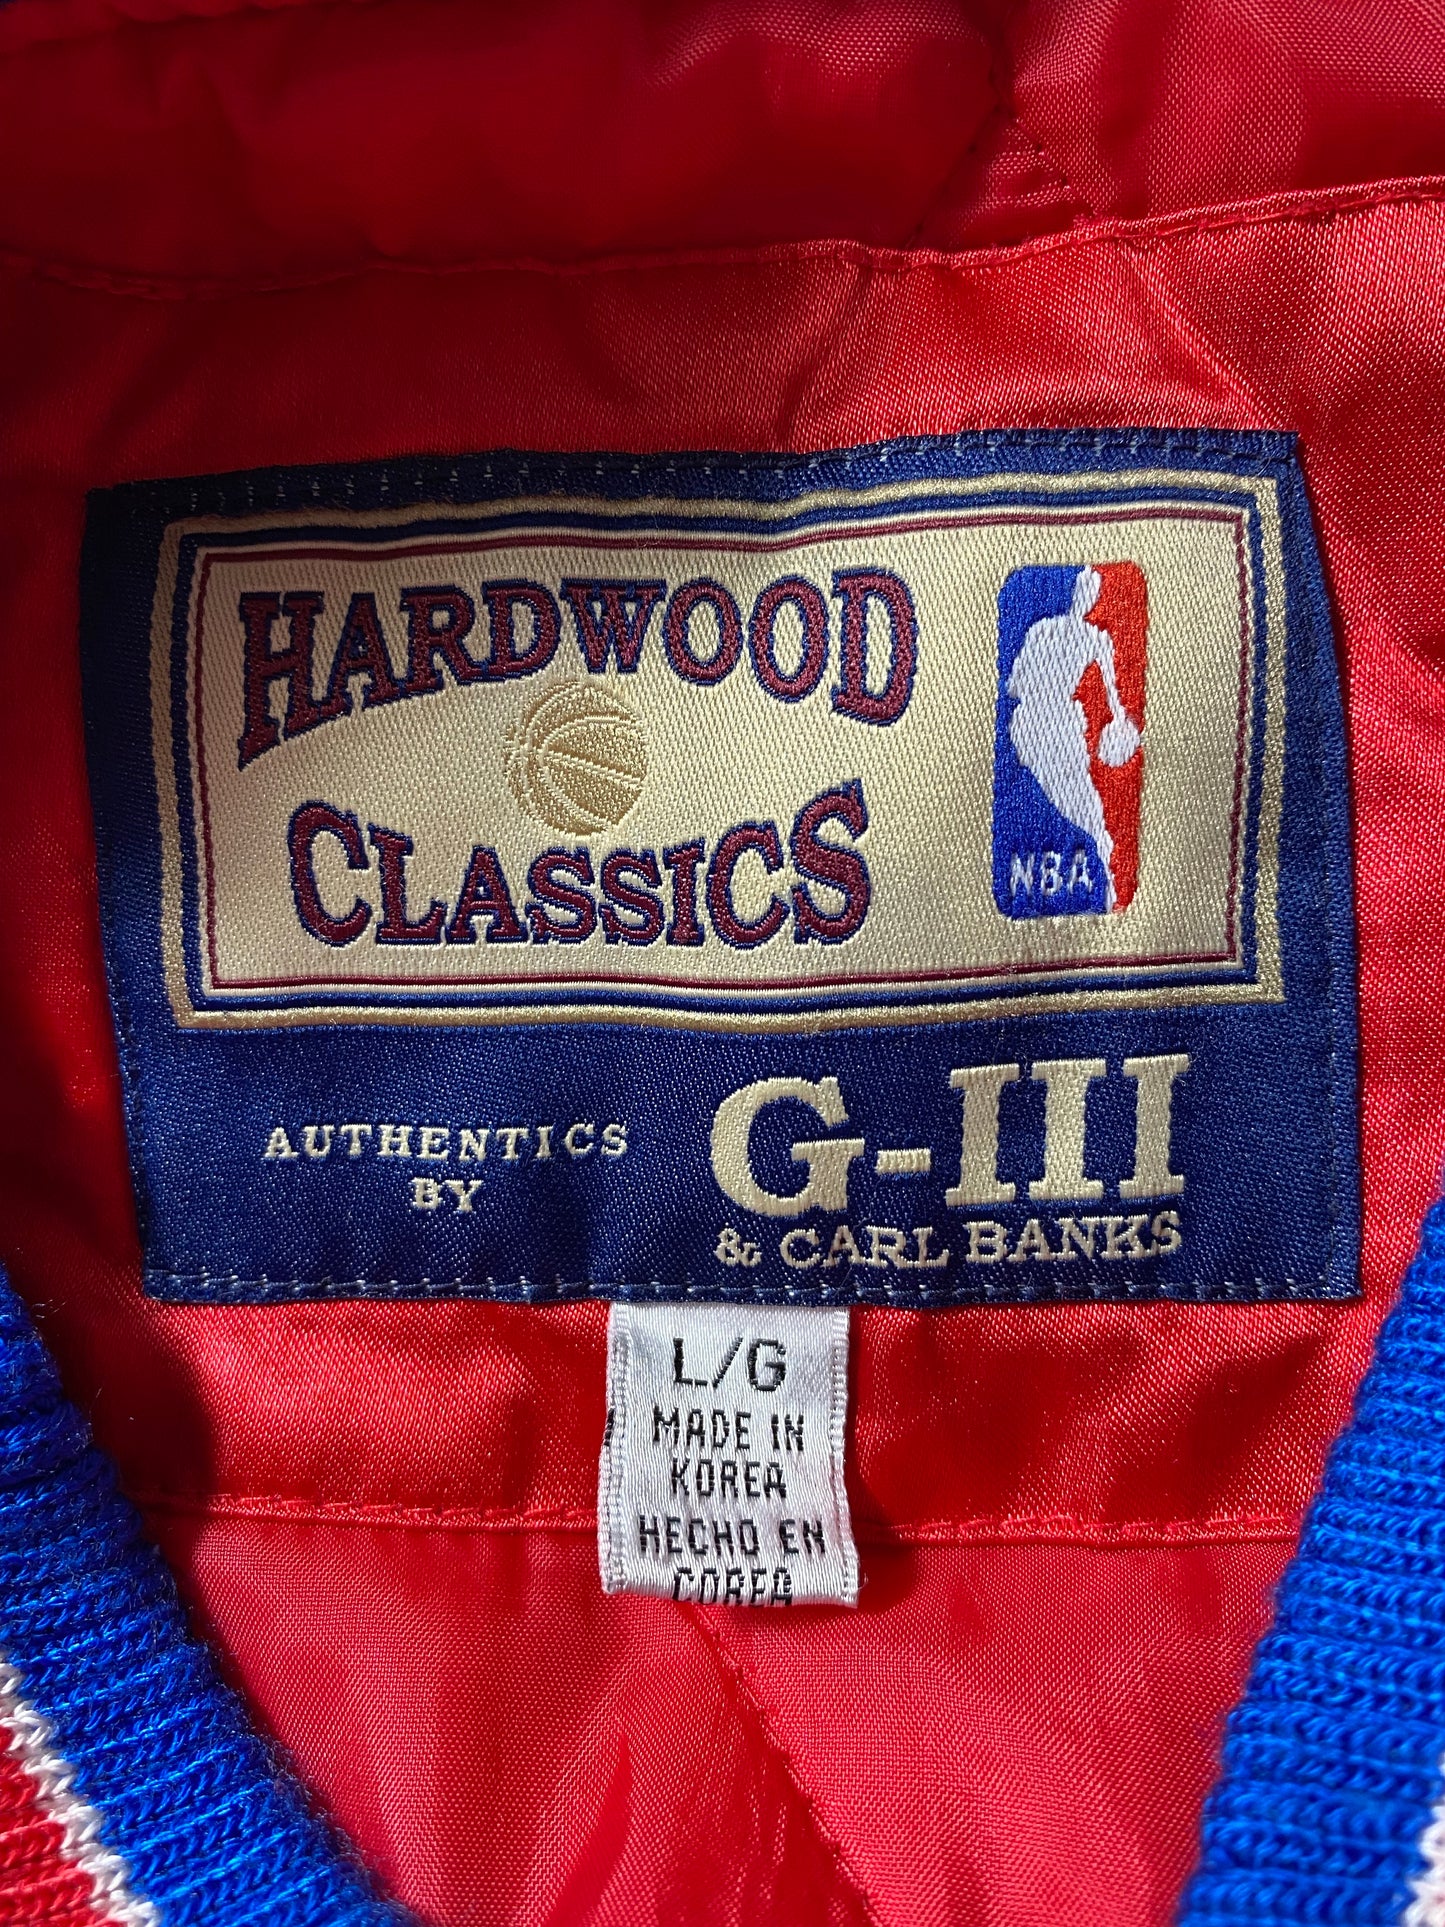 HARDWOOD
CLASSICS
NBA
AUTHENTICS
BY
G-III
& CARL BANKS
L/G
MADE IN
KOREA
HECHO EN
COREA